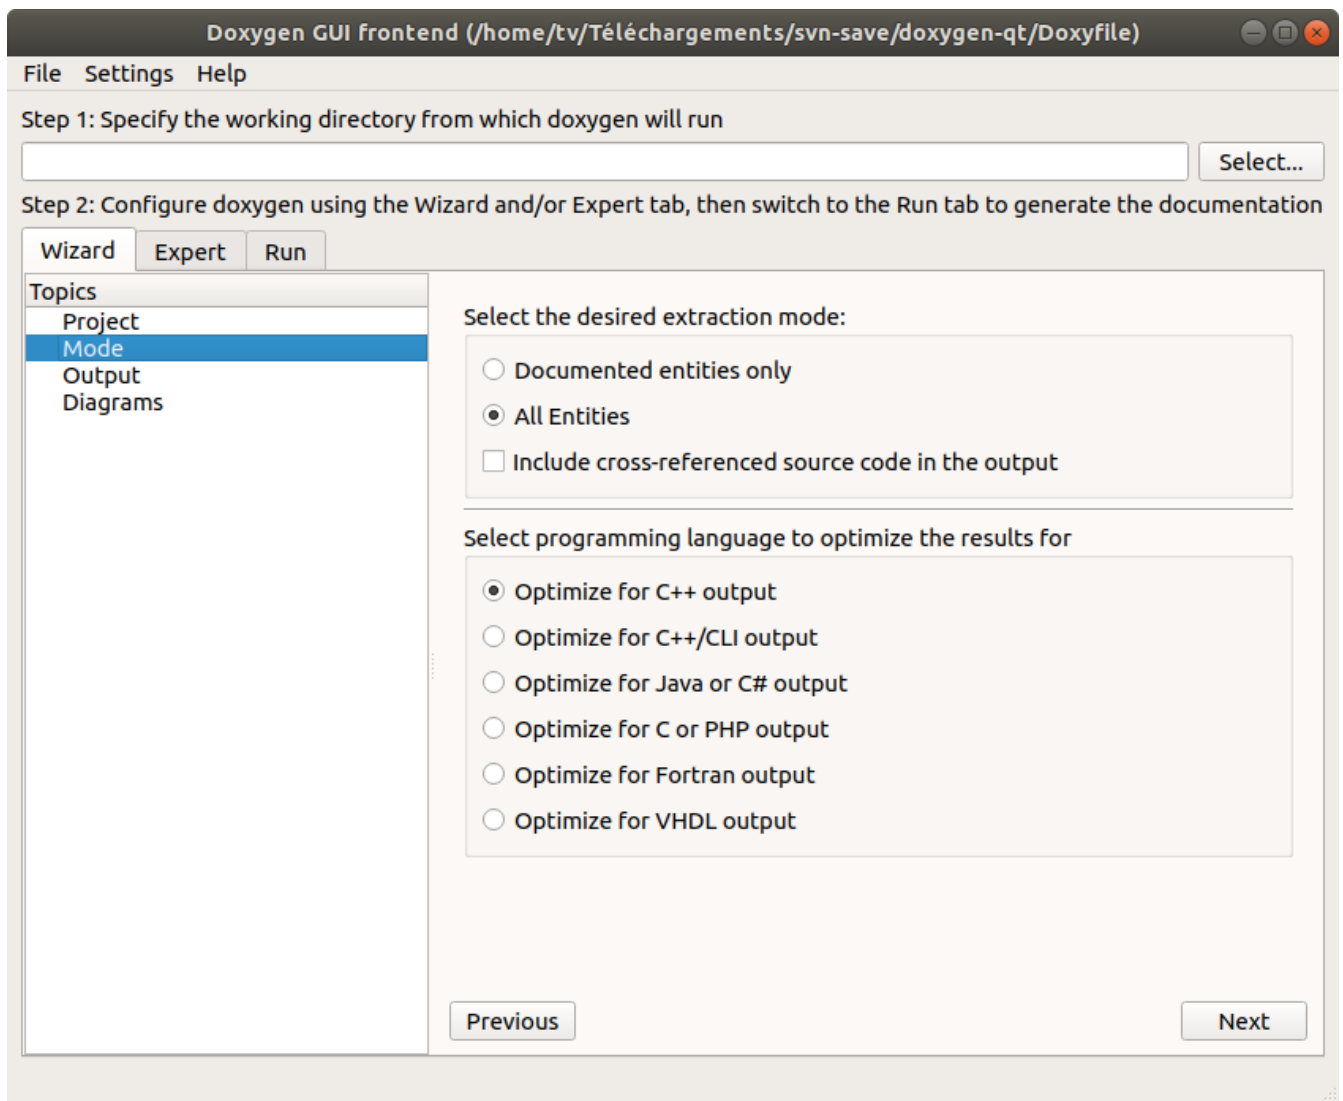 Doxygen GUI frontend (/home/tv/Téléchargements/svn-save/doxygen-qt/Doxyfile)
File Settings Help
Step 1: Specify the working directory from which doxygen will run
Select...
Step 2: Configure doxygen using the Wizard and/or Expert tab, then switch to the Run tab to generate the documentation
Wizard Expert Run
Topics
Project
Mode
Output
Diagrams
Select the desired extraction mode:
Documented entities only
All Entities
Include cross-referenced source code in the output
Select programming language to optimize the results for
Optimize for C++ output
Optimize for C++/CLI output
Optimize for Java or C# output
Optimize for C or PHP output
Optimize for Fortran output
Optimize for VHDL output
Previous Next